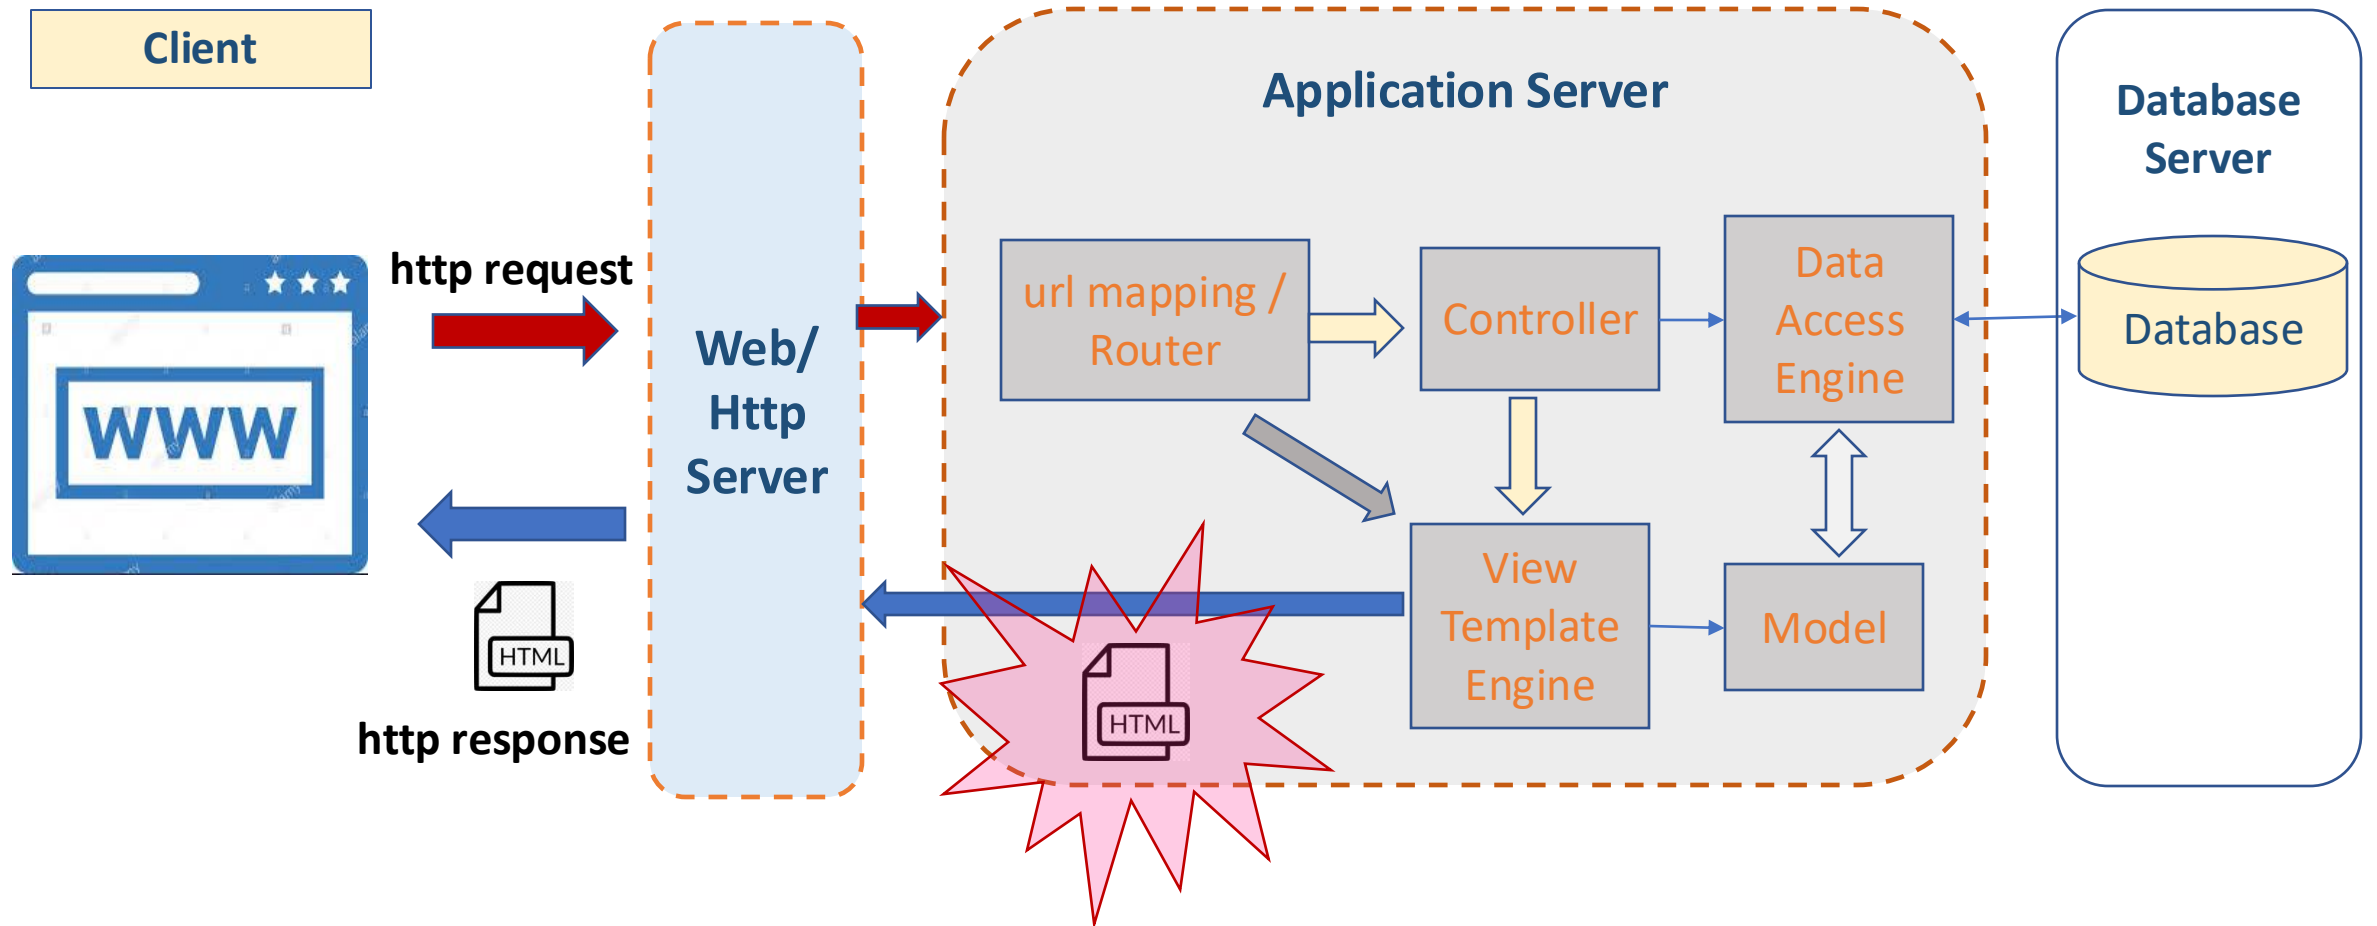 Client
Application Server
Database
Server
http request
url mapping /
Router
Controller
Data
Access
Engine
Database
Web/
Http
Server
WWW
View
Template
Engine
Model
HTML
HTML
http response